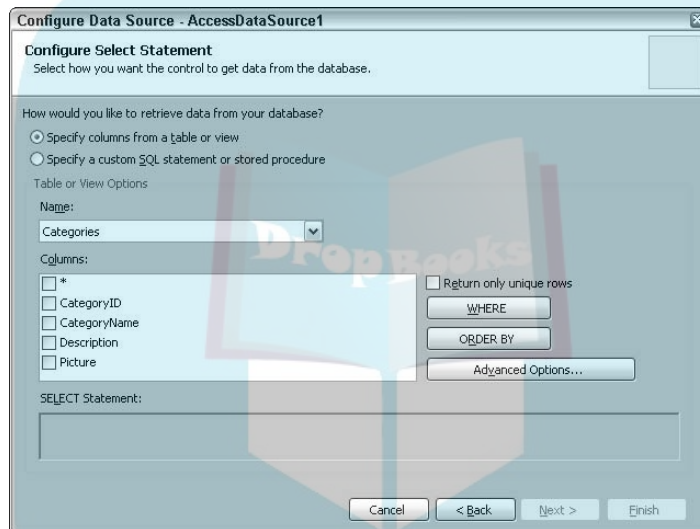 Configure Data Source - AccessDataSource1
Configure Select Statement
Select how you want the control to get data from the database.
How would you like to retrieve data from your database?
Specify columns from a table or view
Specify a custom SQL statement or stored procedure
Table or View Options
Name:
Categories
DropBooks
Columns:
*
Return only unique rows
CategoryID
WHERE
CategoryName
Description
ORDER BY
Picture
Advanced Options...
SELECT Statement:
Cancel
< Back
Next >
Finish